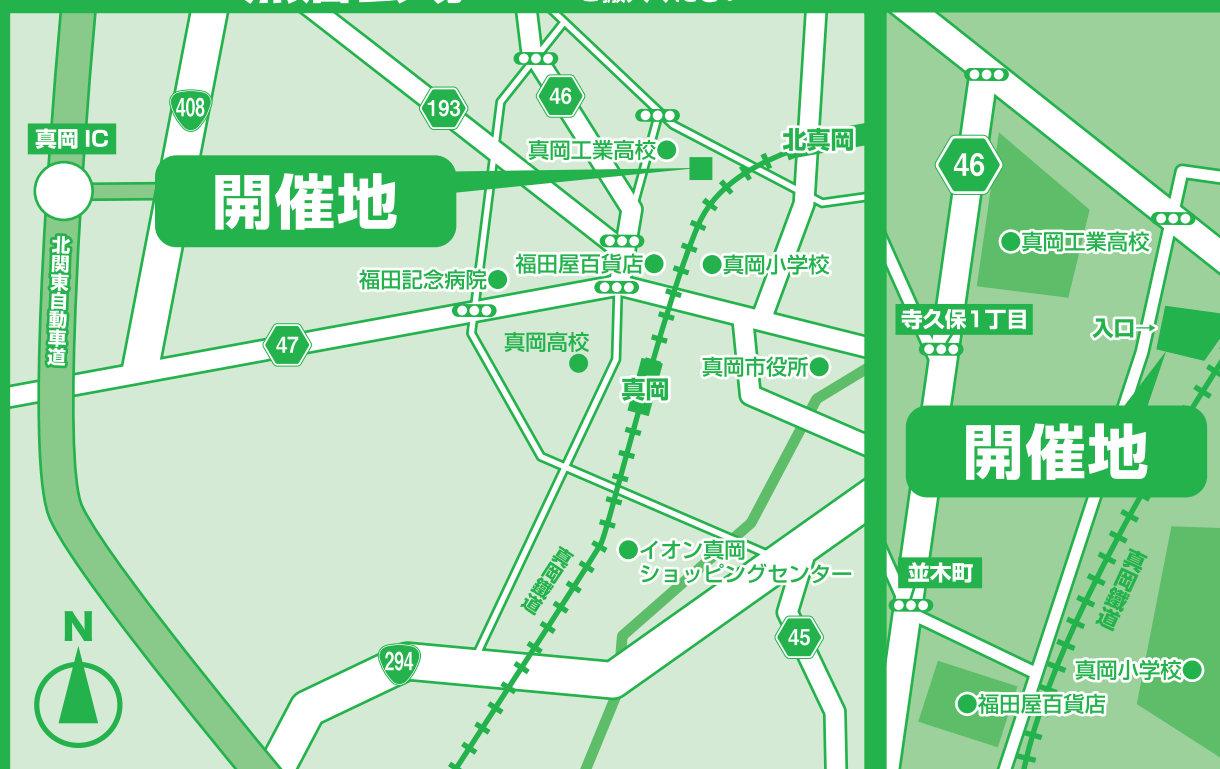 408
193
46
真岡 IC
真岡工業高校
北真岡
開催地
北関東自動車道
福田記念病院
福田屋百貨店
真岡小学校
47
真岡高校
真岡
真岡市役所
イオン真岡
ショッピングセンター
真岡鐵道
N
294
45
46
真岡工業高校
寺久保1丁目
入口→
開催地
並木町
真岡鐵道
真岡小学校
福田屋百貨店